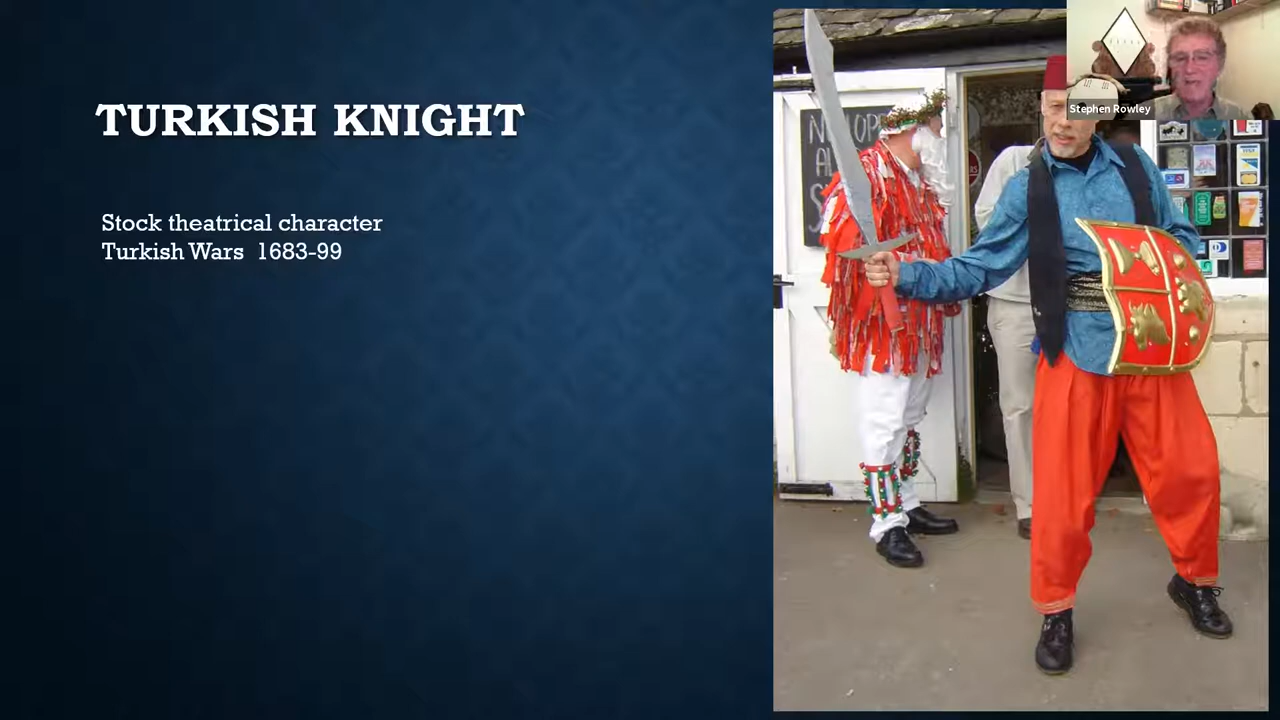 TURKISH KNIGHT
Stock theatrical character
Turkish Wars 1683-99
Stephen Rowley